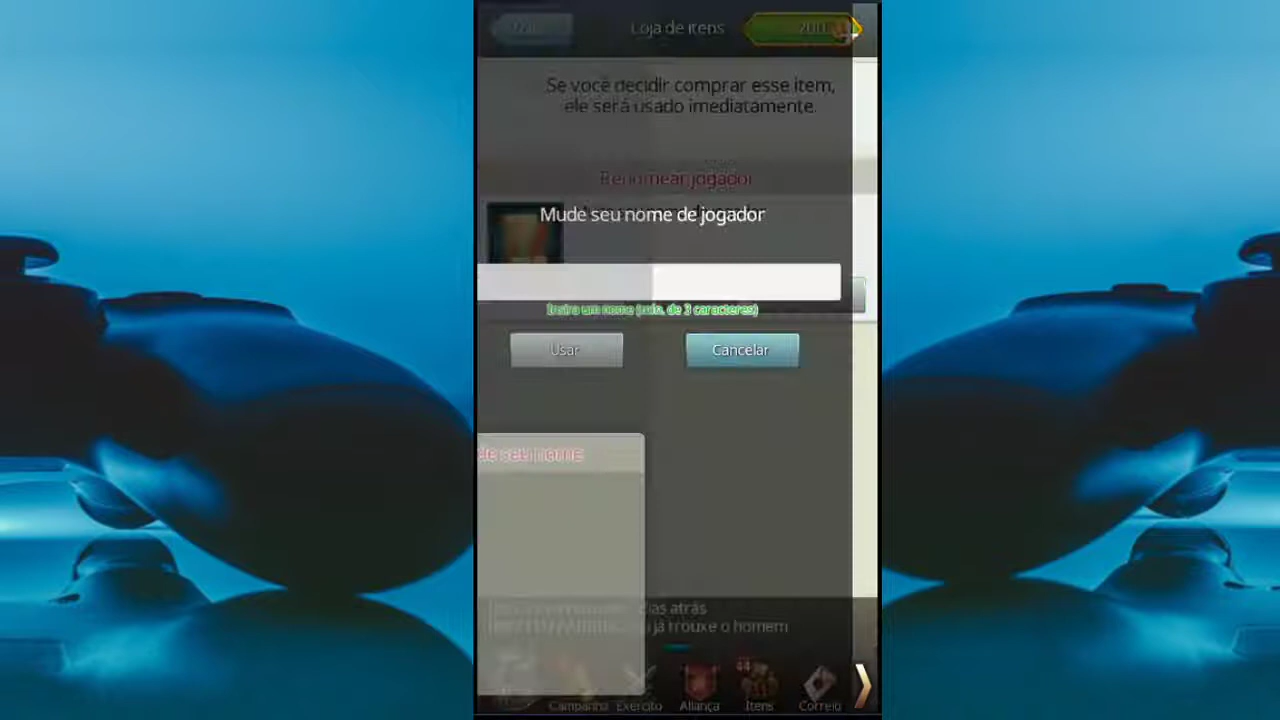 Loja de itens
200
Se você decidir comprar esse item,
ele será usado imediatamente.
Renomear jogador
Mude seu nome de jogador
Insira um nome (mín. de 3 caracteres)
Usar
Cancelar
de seu nome
dias atrás
já trouxe o homem
44
Campanha
Exército
Aliança
Itens
Correio